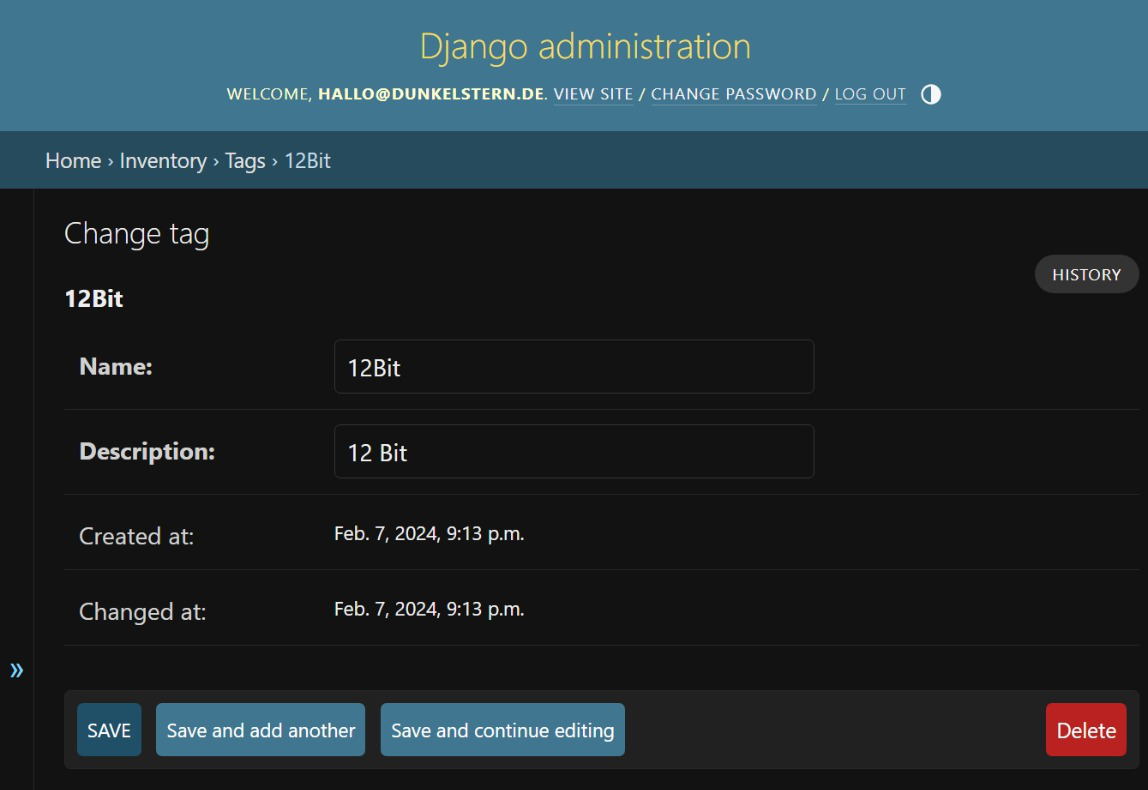 Django administration
WELCOME, HALLO@DUNKELSTERN.DE. VIEW SITE / CHANGE PASSWORD / LOG OUT
Home › Inventory › Tags › 12Bit
Change tag
HISTORY
12Bit
Name: 12Bit
Description: 12 Bit
Created at: Feb. 7, 2024, 9:13 p.m.
Changed at: Feb. 7, 2024, 9:13 p.m.
»
SAVE Save and add another Save and continue editing Delete